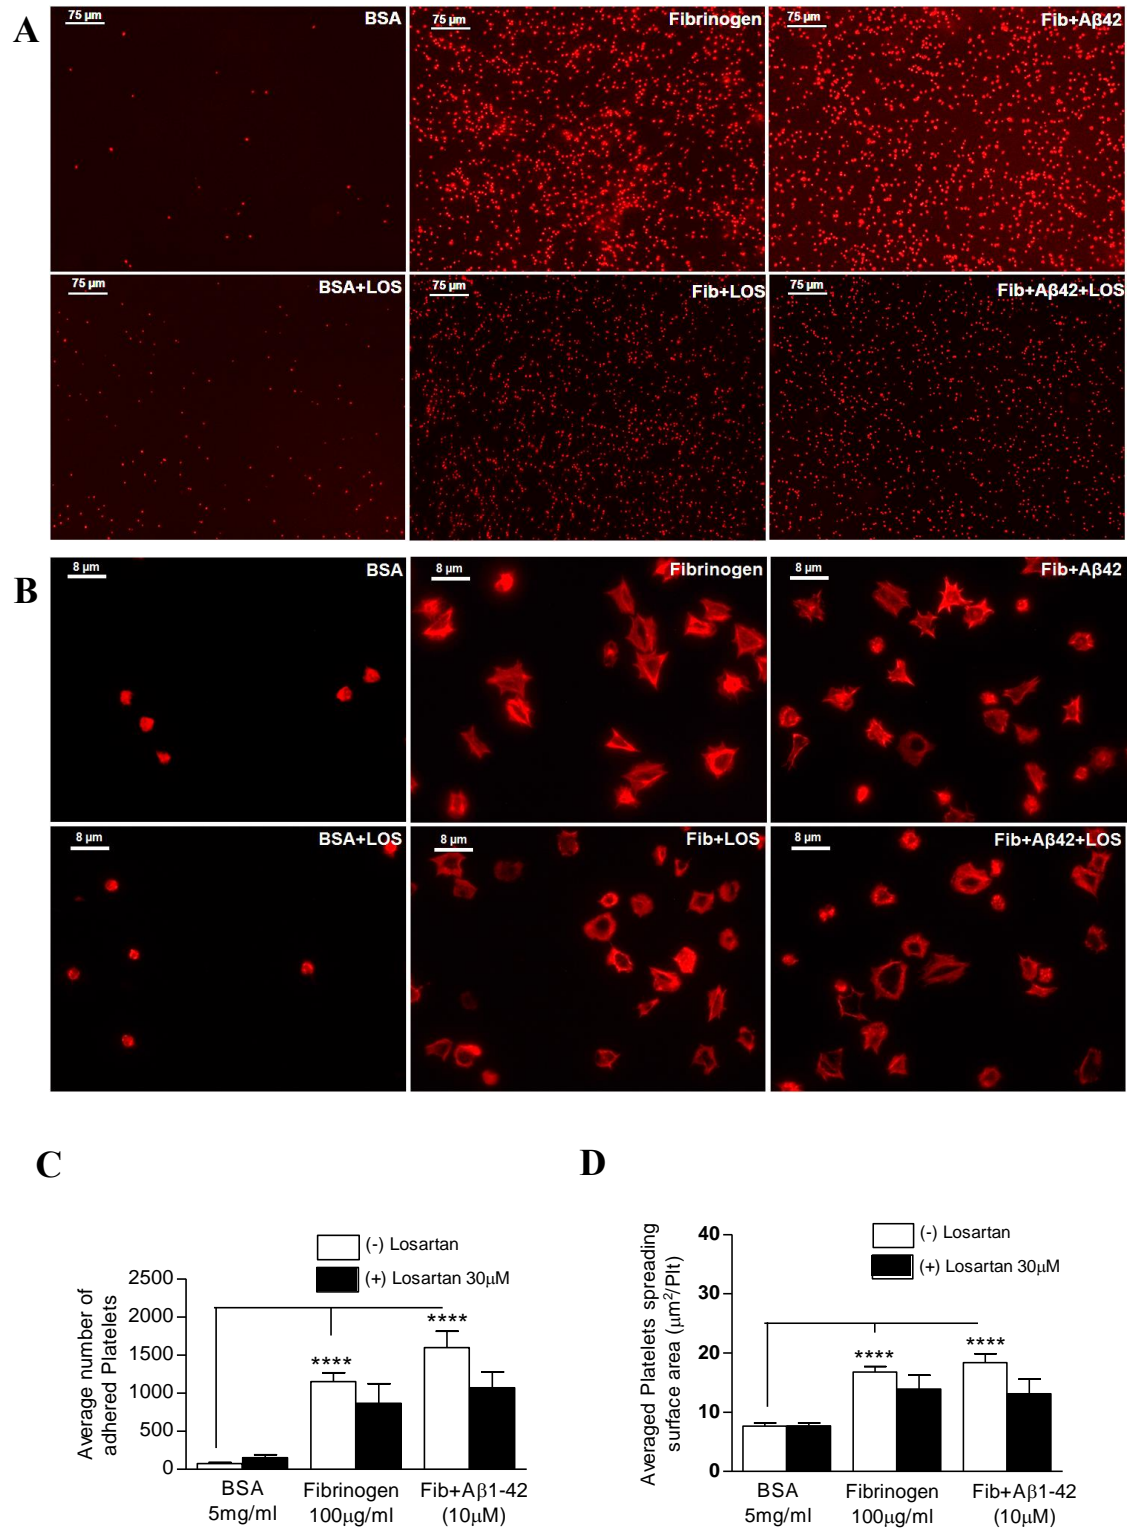 A
75 µm
BSA
75 µm
Fibrinogen
75 µm
Fib+Aβ42
75 µm
BSA+LOS
75 µm
Fib+LOS
75 µm
Fib+Aβ42+LOS
B
8 µm
BSA
8 µm
Fibrinogen
8 µm
Fib+Aβ42
8 µm
BSA+LOS
8 µm
Fib+LOS
8 µm
Fib+Aβ42+LOS
C
(-) Losartan
(+) Losartan 30µM
Average number of
adhered Platelets
2500
2000
1500
1000
500
0
****
****
BSA
5mg/ml
Fibrinogen
100µg/ml
Fib+Aβ1-42
(10µM)
D
(-) Losartan
(+) Losartan 30µM
Averaged Platelets spreading
surface area (µm²/Plt)
40
30
20
10
0
****
****
BSA
5mg/ml
Fibrinogen
100µg/ml
Fib+Aβ1-42
(10µM)